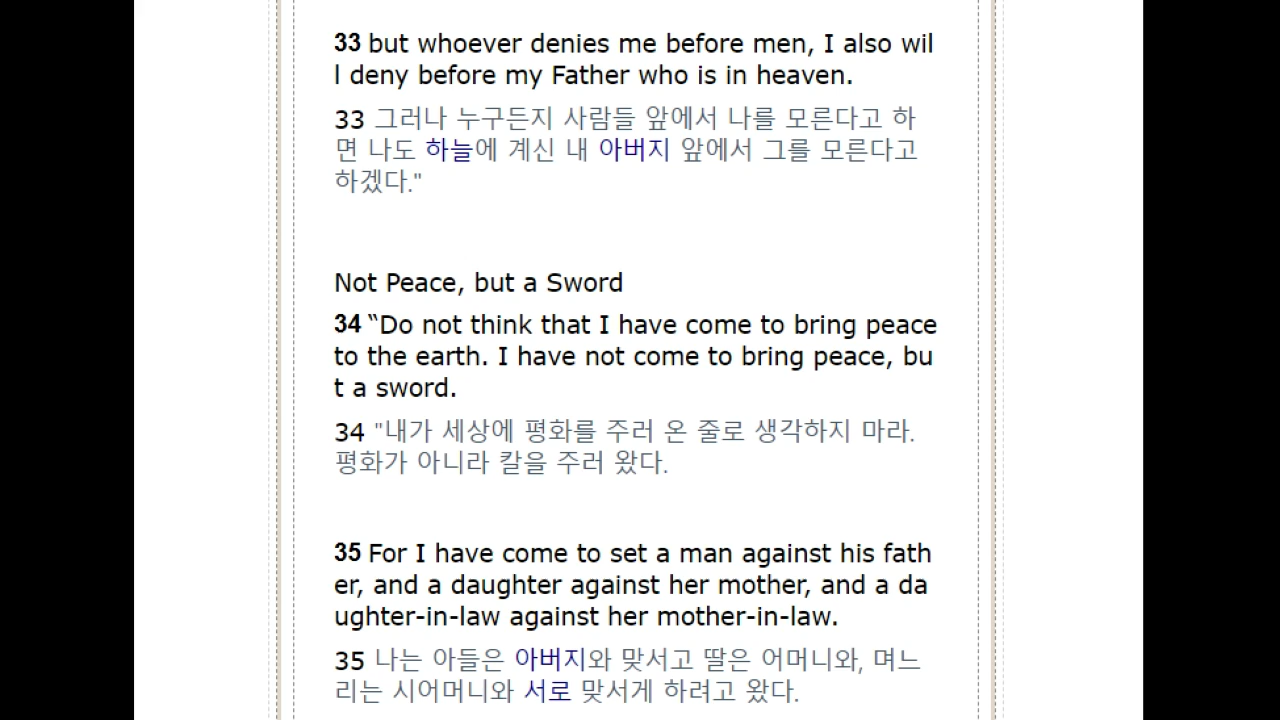 33 but whoever denies me before men, I also wil
l deny before my Father who is in heaven.
33 그러나 누구든지 사람들 앞에서 나를 모른다고 하
면 나도 하늘에 계신 내 아버지 앞에서 그를 모른다고
하겠다."
Not Peace, but a Sword
34 “Do not think that I have come to bring peace
to the earth. I have not come to bring peace, bu
t a sword.
34 "내가 세상에 평화를 주러 온 줄로 생각하지 마라.
평화가 아니라 칼을 주러 왔다.
35 For I have come to set a man against his fath
er, and a daughter against her mother, and a da
ughter-in-law against her mother-in-law.
35 나는 아들은 아버지와 맞서고 딸은 어머니와, 며느
리는 시어머니와 서로 맞서게 하려고 왔다.